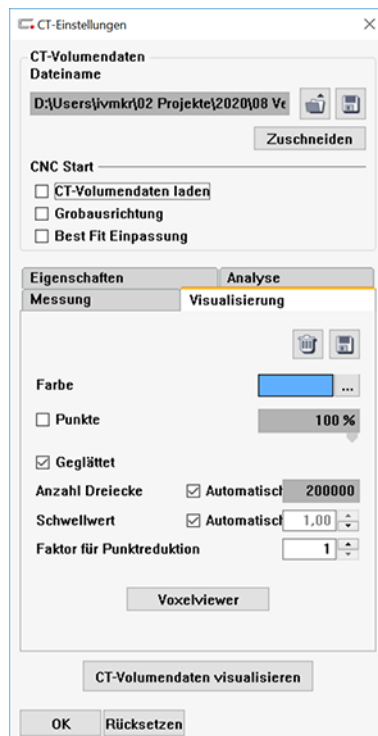 CT-Einstellungen
CT-Volumendaten
Dateiname
D:\Users\ivmkr\02 Projekte\2020\08 Ve
Zuschneiden
CNC Start
CT-Volumendaten laden
Grobausrichtung
Best Fit Einpassung
Eigenschaften Analyse
Messung Visualisierung
Farbe ...
Punkte 100 %
Geglättet
Anzahl Dreiecke Automatisch 200000
Schwellwert Automatisch 1,00
Faktor für Punktreduktion 1
Voxelviewer
CT-Volumendaten visualisieren
OK Rücksetzen